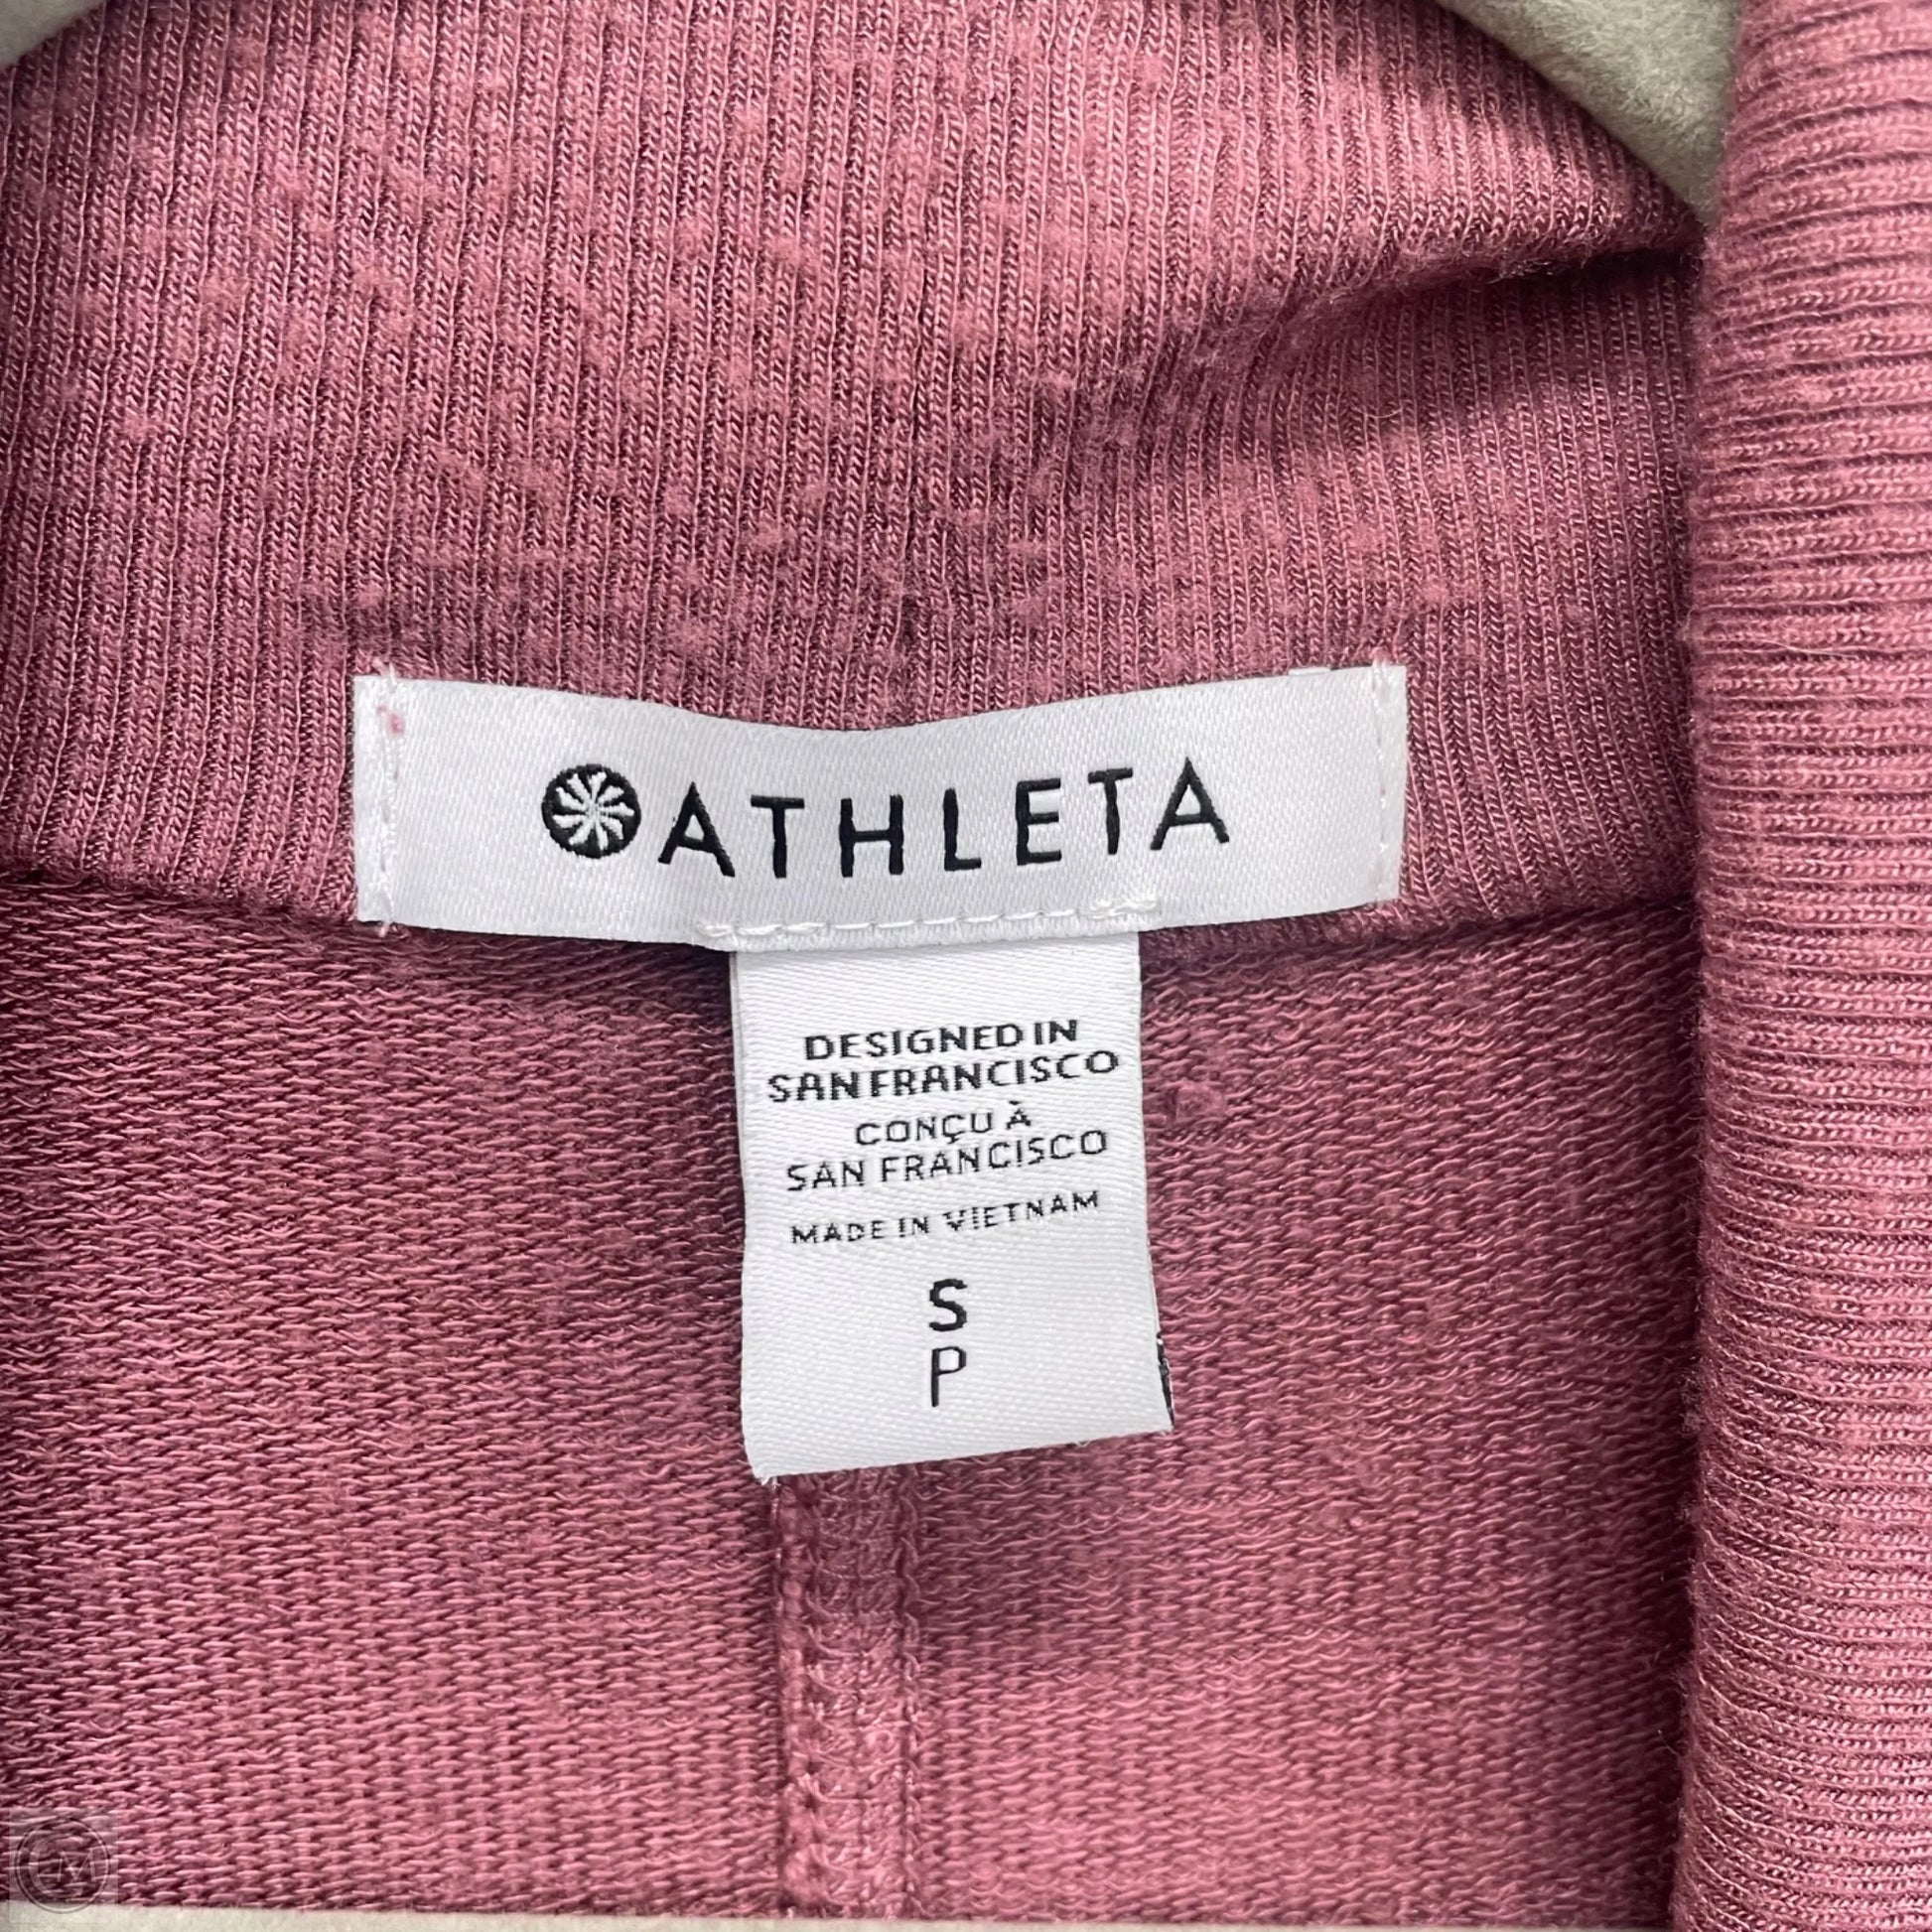 ATHLETA
DESIGNED IN
SAN FRANCISCO
CONÇU À
SAN FRANCISCO
MADE IN VIETNAM
S
P